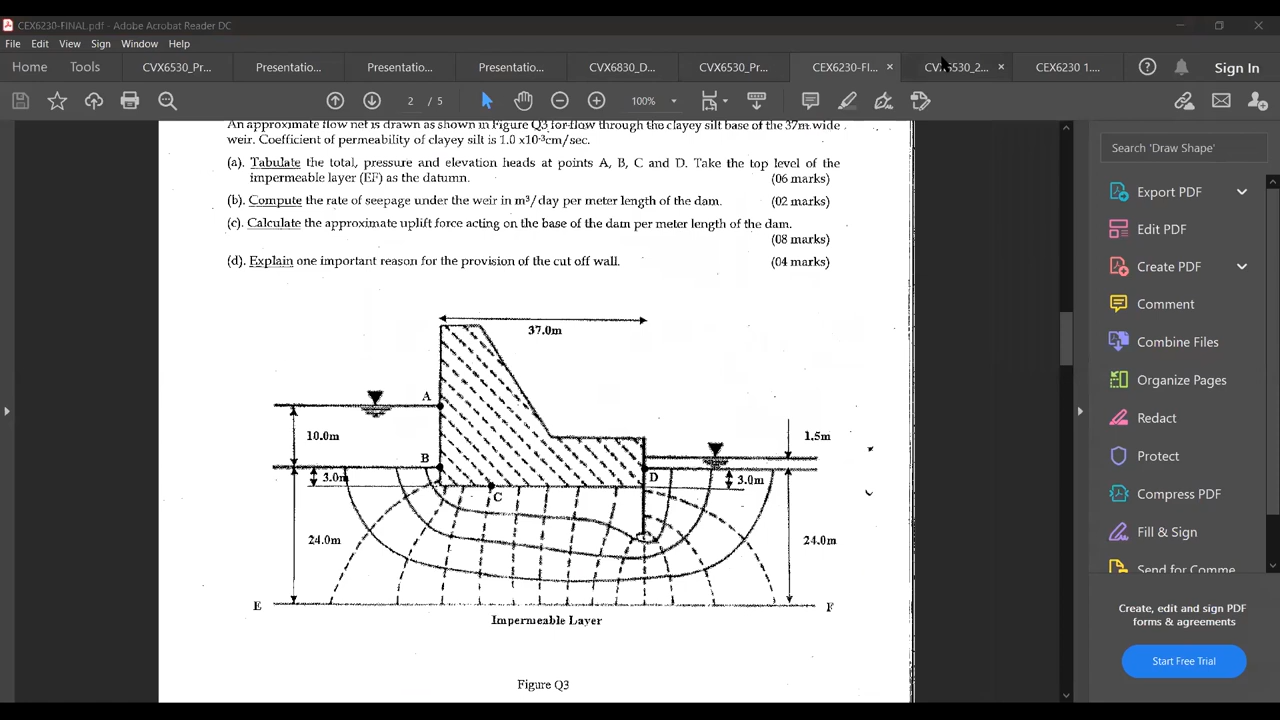 CEX6230-FINAL.pdf - Adobe Acrobat Reader DC
File Edit View Sign Window Help
Home Tools CVX6530_Pr... Presentatio... Presentatio... Presentatio... CVX6830_D... CVX6530_Pr... CEX6230-FI... × CVX5530_2... × CEX6230 1.... Sign In
2 / 5 100%
An approximate flow net is drawn as shown in Figure Q3 for flow through the clayey silt base of the 37m wide
weir. Coefficient of permeability of clayey silt is 1.0 x10-³cm/sec.
(a). Tabulate the total, pressure and elevation heads at points A, B, C and D. Take the top level of the
impermeable layer (EF) as the datumn.
(06 marks)
(b). Compute the rate of seepage under the weir in m³/day per meter length of the dam.
(02 marks)
(c). Calculate the approximate uplift force acting on the base of the dam per meter length of the dam.
(08 marks)
(d). Explain one important reason for the provision of the cut off wall.
(04 marks)
37.0m
A
10.0m
1.5m
B
3.0m
C
D
3.0m
24.0m
24.0m
E
F
Impermeable Layer
Figure Q3
Search 'Draw Shape'
Export PDF
Edit PDF
Create PDF
Comment
Combine Files
Organize Pages
Redact
Protect
Compress PDF
Fill & Sign
Send for Comme
Create, edit and sign PDF
forms & agreements
Start Free Trial